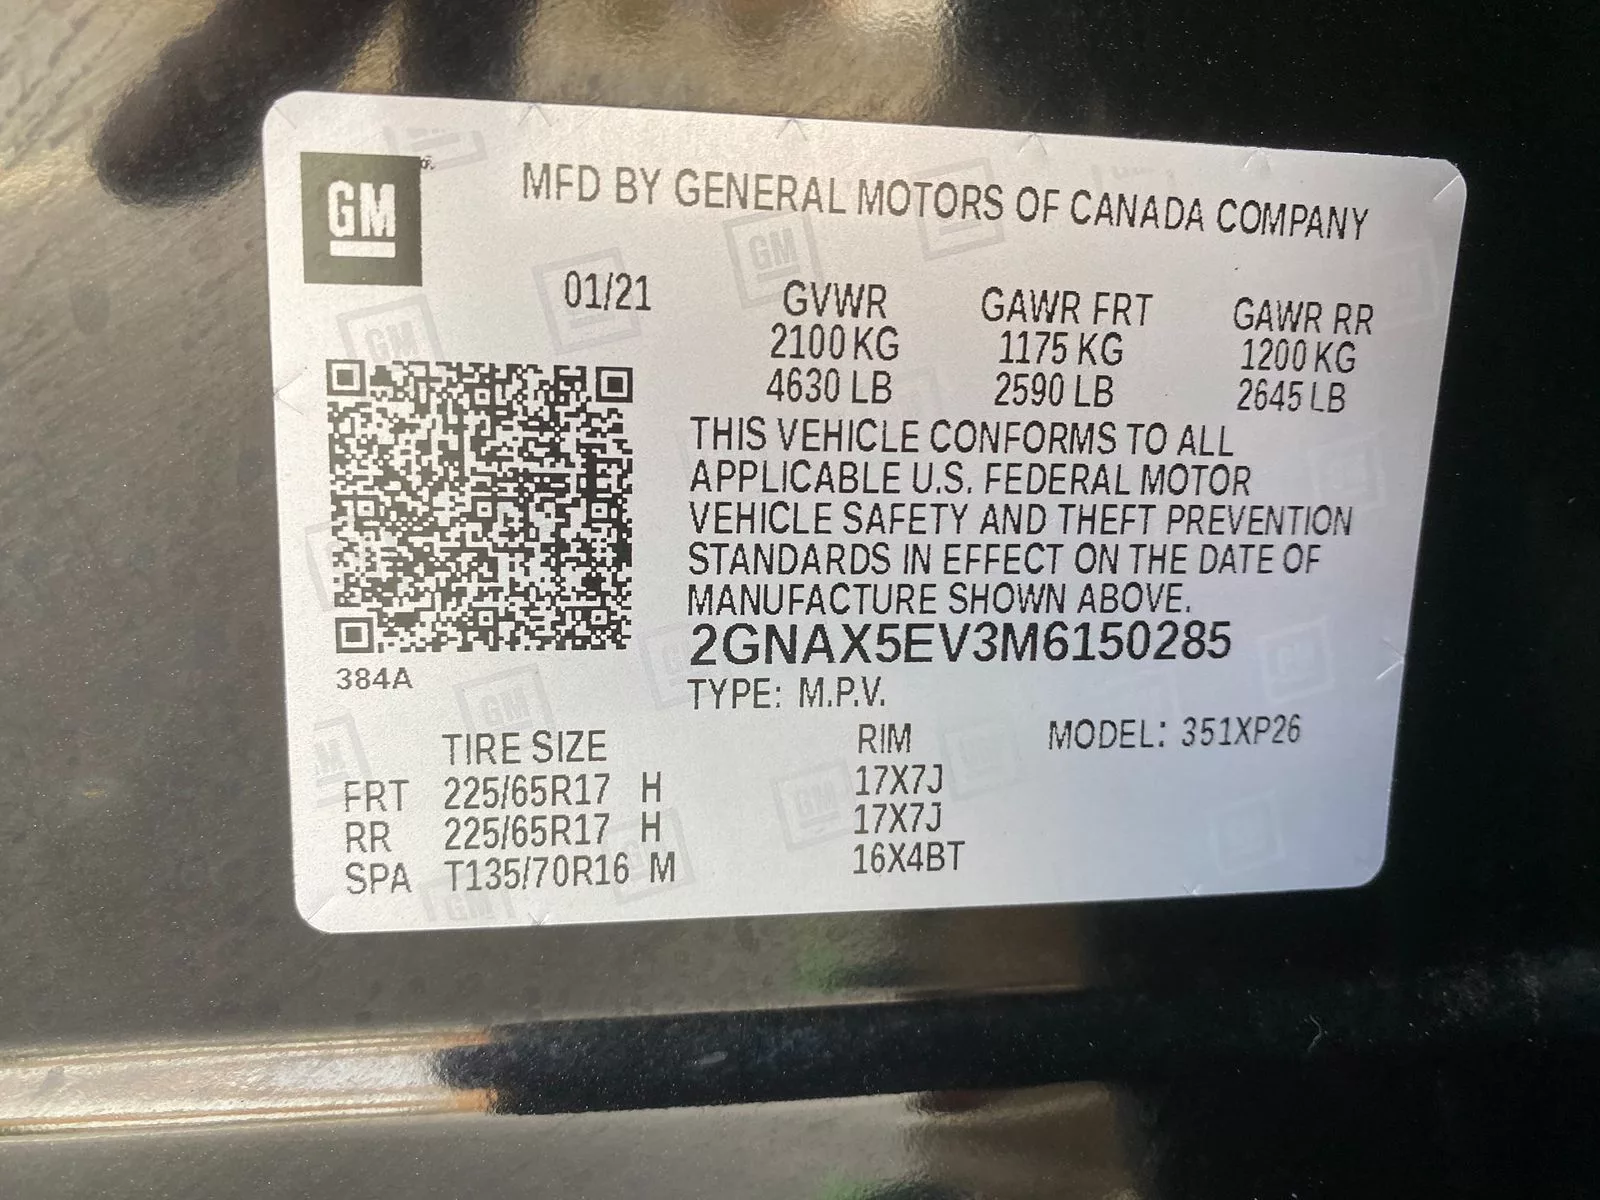 GM
MFD BY GENERAL MOTORS OF CANADA COMPANY
01/21 GVWR GAWR FRT GAWR RR
2100 KG 1175 KG 1200 KG
4630 LB 2590 LB 2645 LB
THIS VEHICLE CONFORMS TO ALL
APPLICABLE U.S. FEDERAL MOTOR
VEHICLE SAFETY AND THEFT PREVENTION
STANDARDS IN EFFECT ON THE DATE OF
MANUFACTURE SHOWN ABOVE.
2GNAX5EV3M6150285
384A
TYPE: M.P.V.
TIRE SIZE RIM MODEL: 351XP26
FRT 225/65R17 H 17X7J
RR 225/65R17 H 17X7J
SPA T135/70R16 M 16X4BT